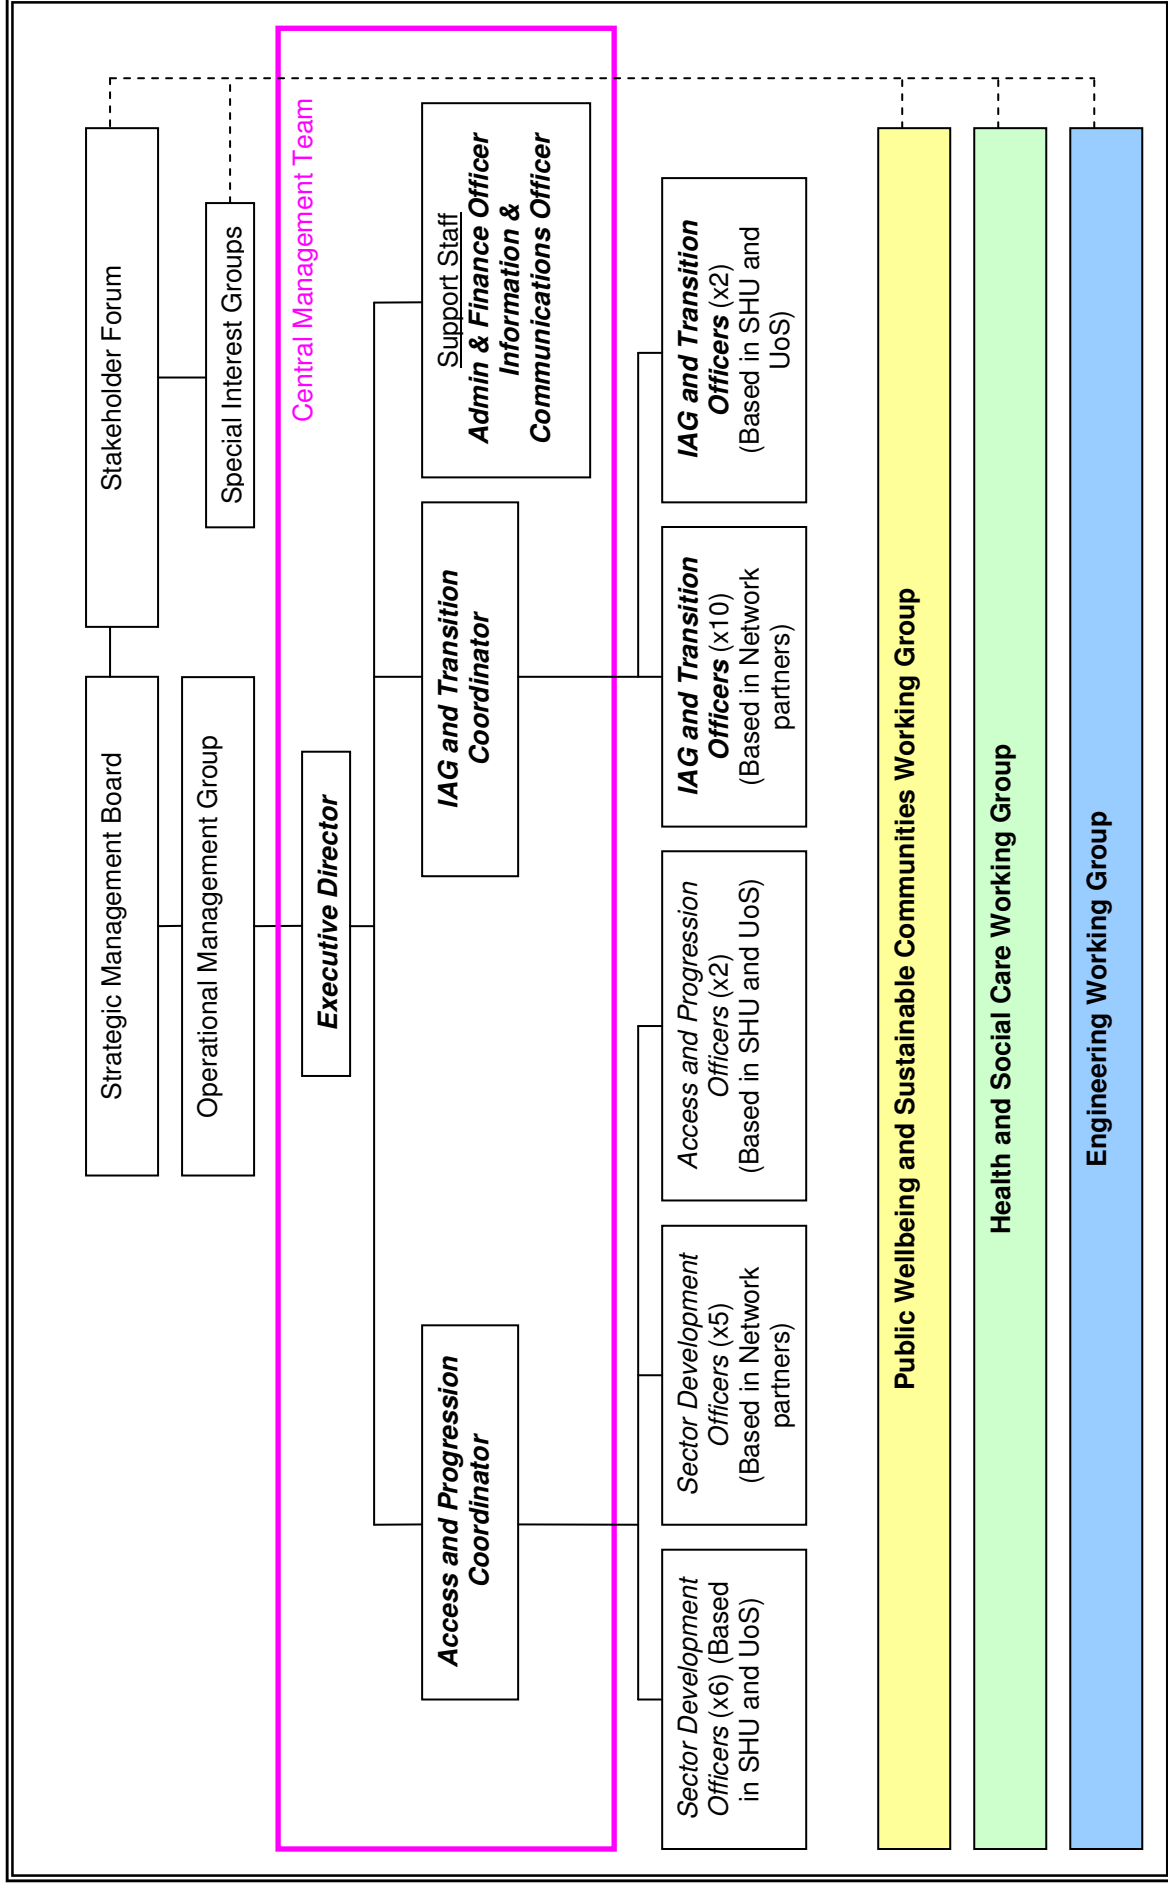 Strategic Management Board
Stakeholder Forum
Operational Management Group
Special Interest Groups
Central Management Team
Executive Director
Access and Progression
Coordinator
IAG and Transition
Coordinator
Support Staff
Admin & Finance Officer
Information &
Communications Officer
Sector Development
Officers (x6) (Based
in SHU and UoS)
Sector Development
Officers (x5)
(Based in Network
partners)
Access and Progression
Officers (x2)
(Based in SHU and UoS)
IAG and Transition
Officers (x10)
(Based in Network
partners)
IAG and Transition
Officers (x2)
(Based in SHU and
UoS)
Public Wellbeing and Sustainable Communities Working Group
Health and Social Care Working Group
Engineering Working Group